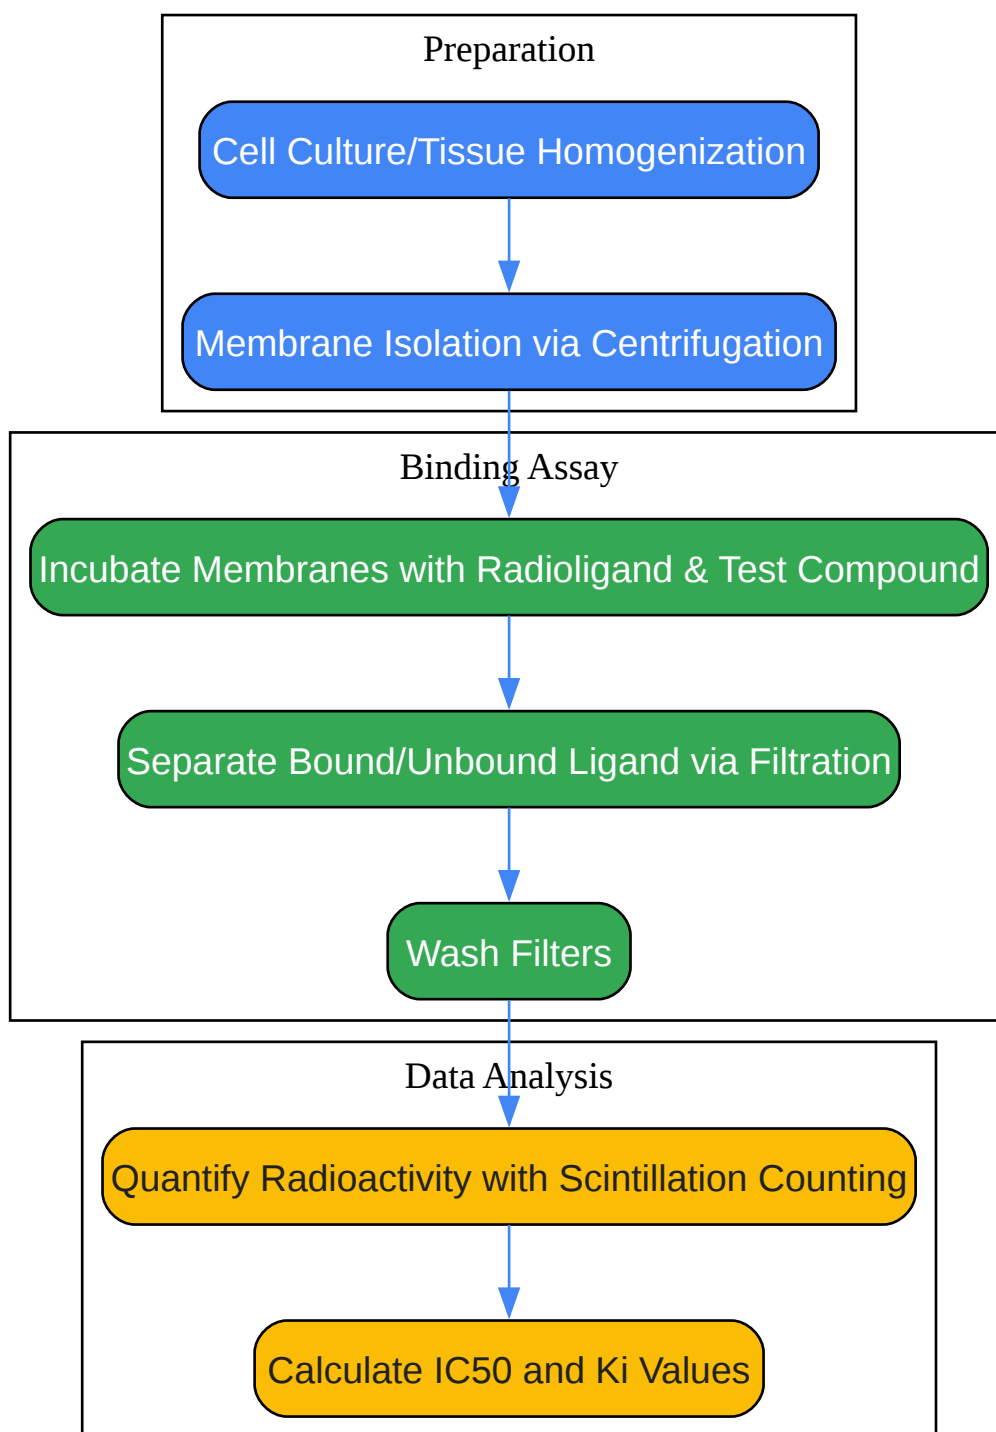 Preparation
Cell Culture/Tissue Homogenization
Membrane Isolation via Centrifugation
Binding Assay
Incubate Membranes with Radioligand & Test Compound
Separate Bound/Unbound Ligand via Filtration
Wash Filters
Data Analysis
Quantify Radioactivity with Scintillation Counting
Calculate IC50 and Ki Values